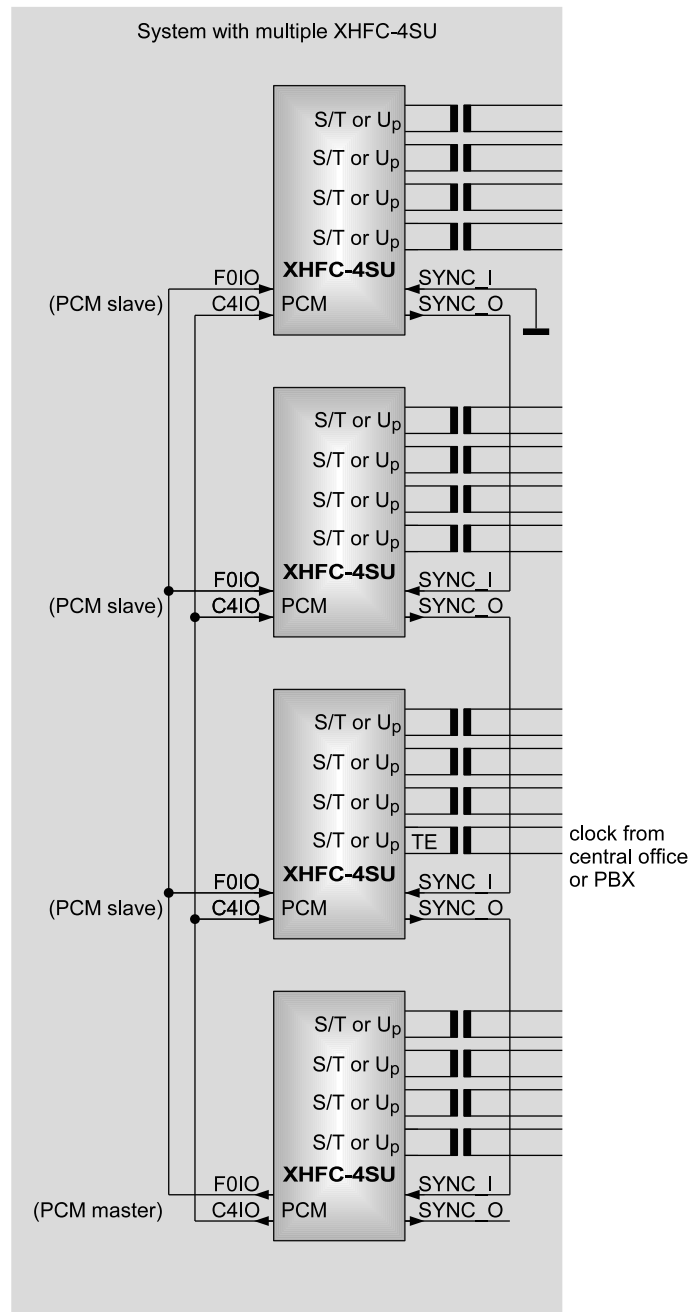 System with multiple XHFC-4SU
S/T or Up
S/T or Up
S/T or Up
S/T or Up
XHFC-4SU
F0IO
SYNC_I
(PCM slave)
C4IO
PCM
SYNC_O
S/T or Up
S/T or Up
S/T or Up
S/T or Up
XHFC-4SU
F0IO
SYNC_I
(PCM slave)
C4IO
PCM
SYNC_O
S/T or Up
S/T or Up
S/T or Up
S/T or Up
TE
clock from
central office
or PBX
XHFC-4SU
F0IO
SYNC_I
(PCM slave)
C4IO
PCM
SYNC_O
S/T or Up
S/T or Up
S/T or Up
S/T or Up
XHFC-4SU
F0IO
SYNC_I
(PCM master)
C4IO
PCM
SYNC_O